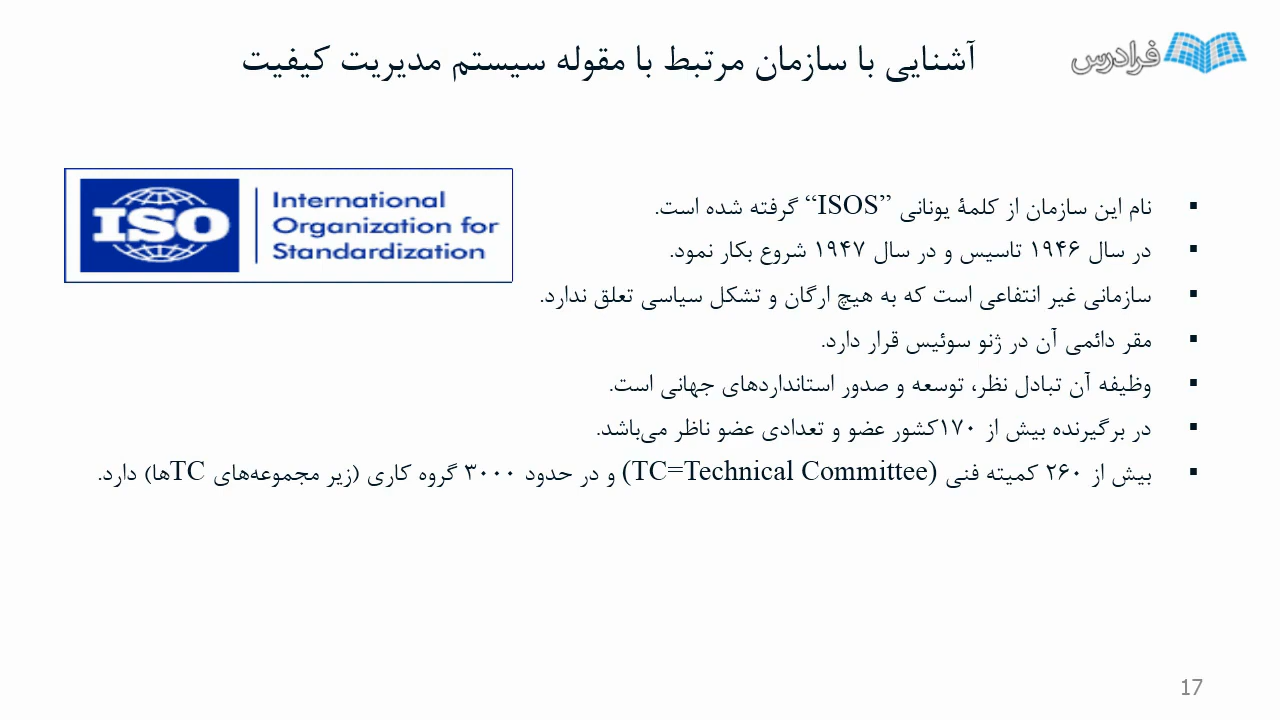 فرادرس
آشنایی با سازمان مرتبط با مقوله سیستم مدیریت کیفیت
ISO
International
Organization for
Standardization
▪ نام این سازمان از کلمهٔ یونانی “ISOS” گرفته شده است.
▪ در سال ۱۹۴۶ تاسیس و در سال ۱۹۴۷ شروع بکار نمود.
▪ سازمانی غیر انتفاعی است که به هیچ ارگان و تشکل سیاسی تعلق ندارد.
▪ مقر دائمی آن در ژنو سوئیس قرار دارد.
▪ وظیفه آن تبادل نظر، توسعه و صدور استانداردهای جهانی است.
▪ در برگیرنده بیش از ۱۷۰کشور عضو و تعدادی عضو ناظر می‌باشد.
▪ بیش از ۲۶۰ کمیته فنی (TC=Technical Committee) و در حدود ۳۰۰۰ گروه کاری (زیر مجموعه‌های TCها) دارد.
17